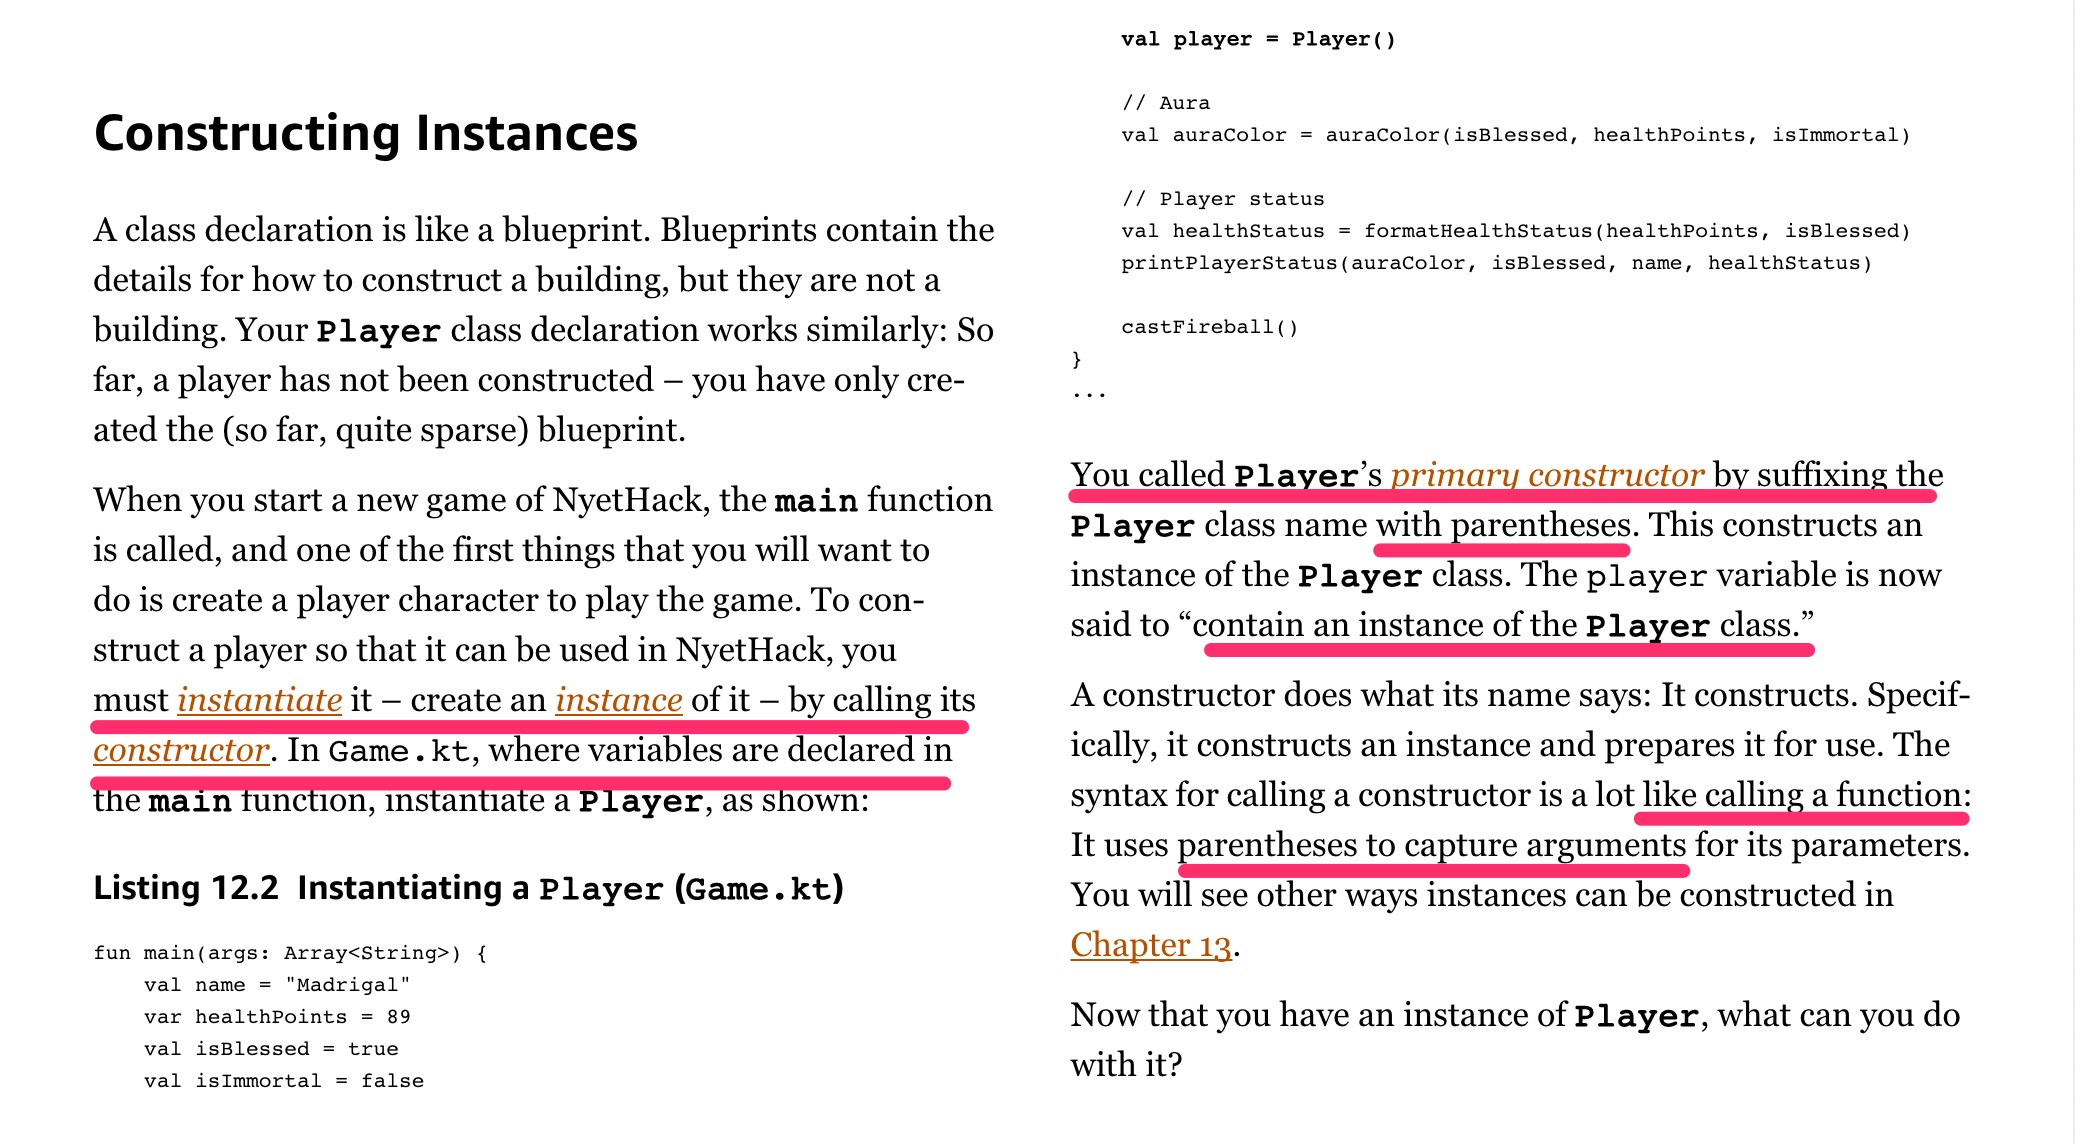 Constructing Instances
A class declaration is like a blueprint. Blueprints contain the
details for how to construct a building, but they are not a
building. Your Player class declaration works similarly: So
far, a player has not been constructed – you have only cre-
ated the (so far, quite sparse) blueprint.
When you start a new game of NyetHack, the main function
is called, and one of the first things that you will want to
do is create a player character to play the game. To con-
struct a player so that it can be used in NyetHack, you
must instantiate it – create an instance of it – by calling its
constructor. In Game.kt, where variables are declared in
the main function, instantiate a Player, as shown:
Listing 12.2 Instantiating a Player (Game.kt)
fun main(args: Array<String>) {
    val name = "Madrigal"
    var healthPoints = 89
    val isBlessed = true
    val isImmortal = false
    val player = Player()
    // Aura
    val auraColor = auraColor(isBlessed, healthPoints, isImmortal)
    // Player status
    val healthStatus = formatHealthStatus(healthPoints, isBlessed)
    printPlayerStatus(auraColor, isBlessed, name, healthStatus)
    castFireball()
}
...
You called Player’s primary constructor by suffixing the
Player class name with parentheses. This constructs an
instance of the Player class. The player variable is now
said to “contain an instance of the Player class.”
A constructor does what its name says: It constructs. Specif-
ically, it constructs an instance and prepares it for use. The
syntax for calling a constructor is a lot like calling a function:
It uses parentheses to capture arguments for its parameters.
You will see other ways instances can be constructed in
Chapter 13.
Now that you have an instance of Player, what can you do
with it?